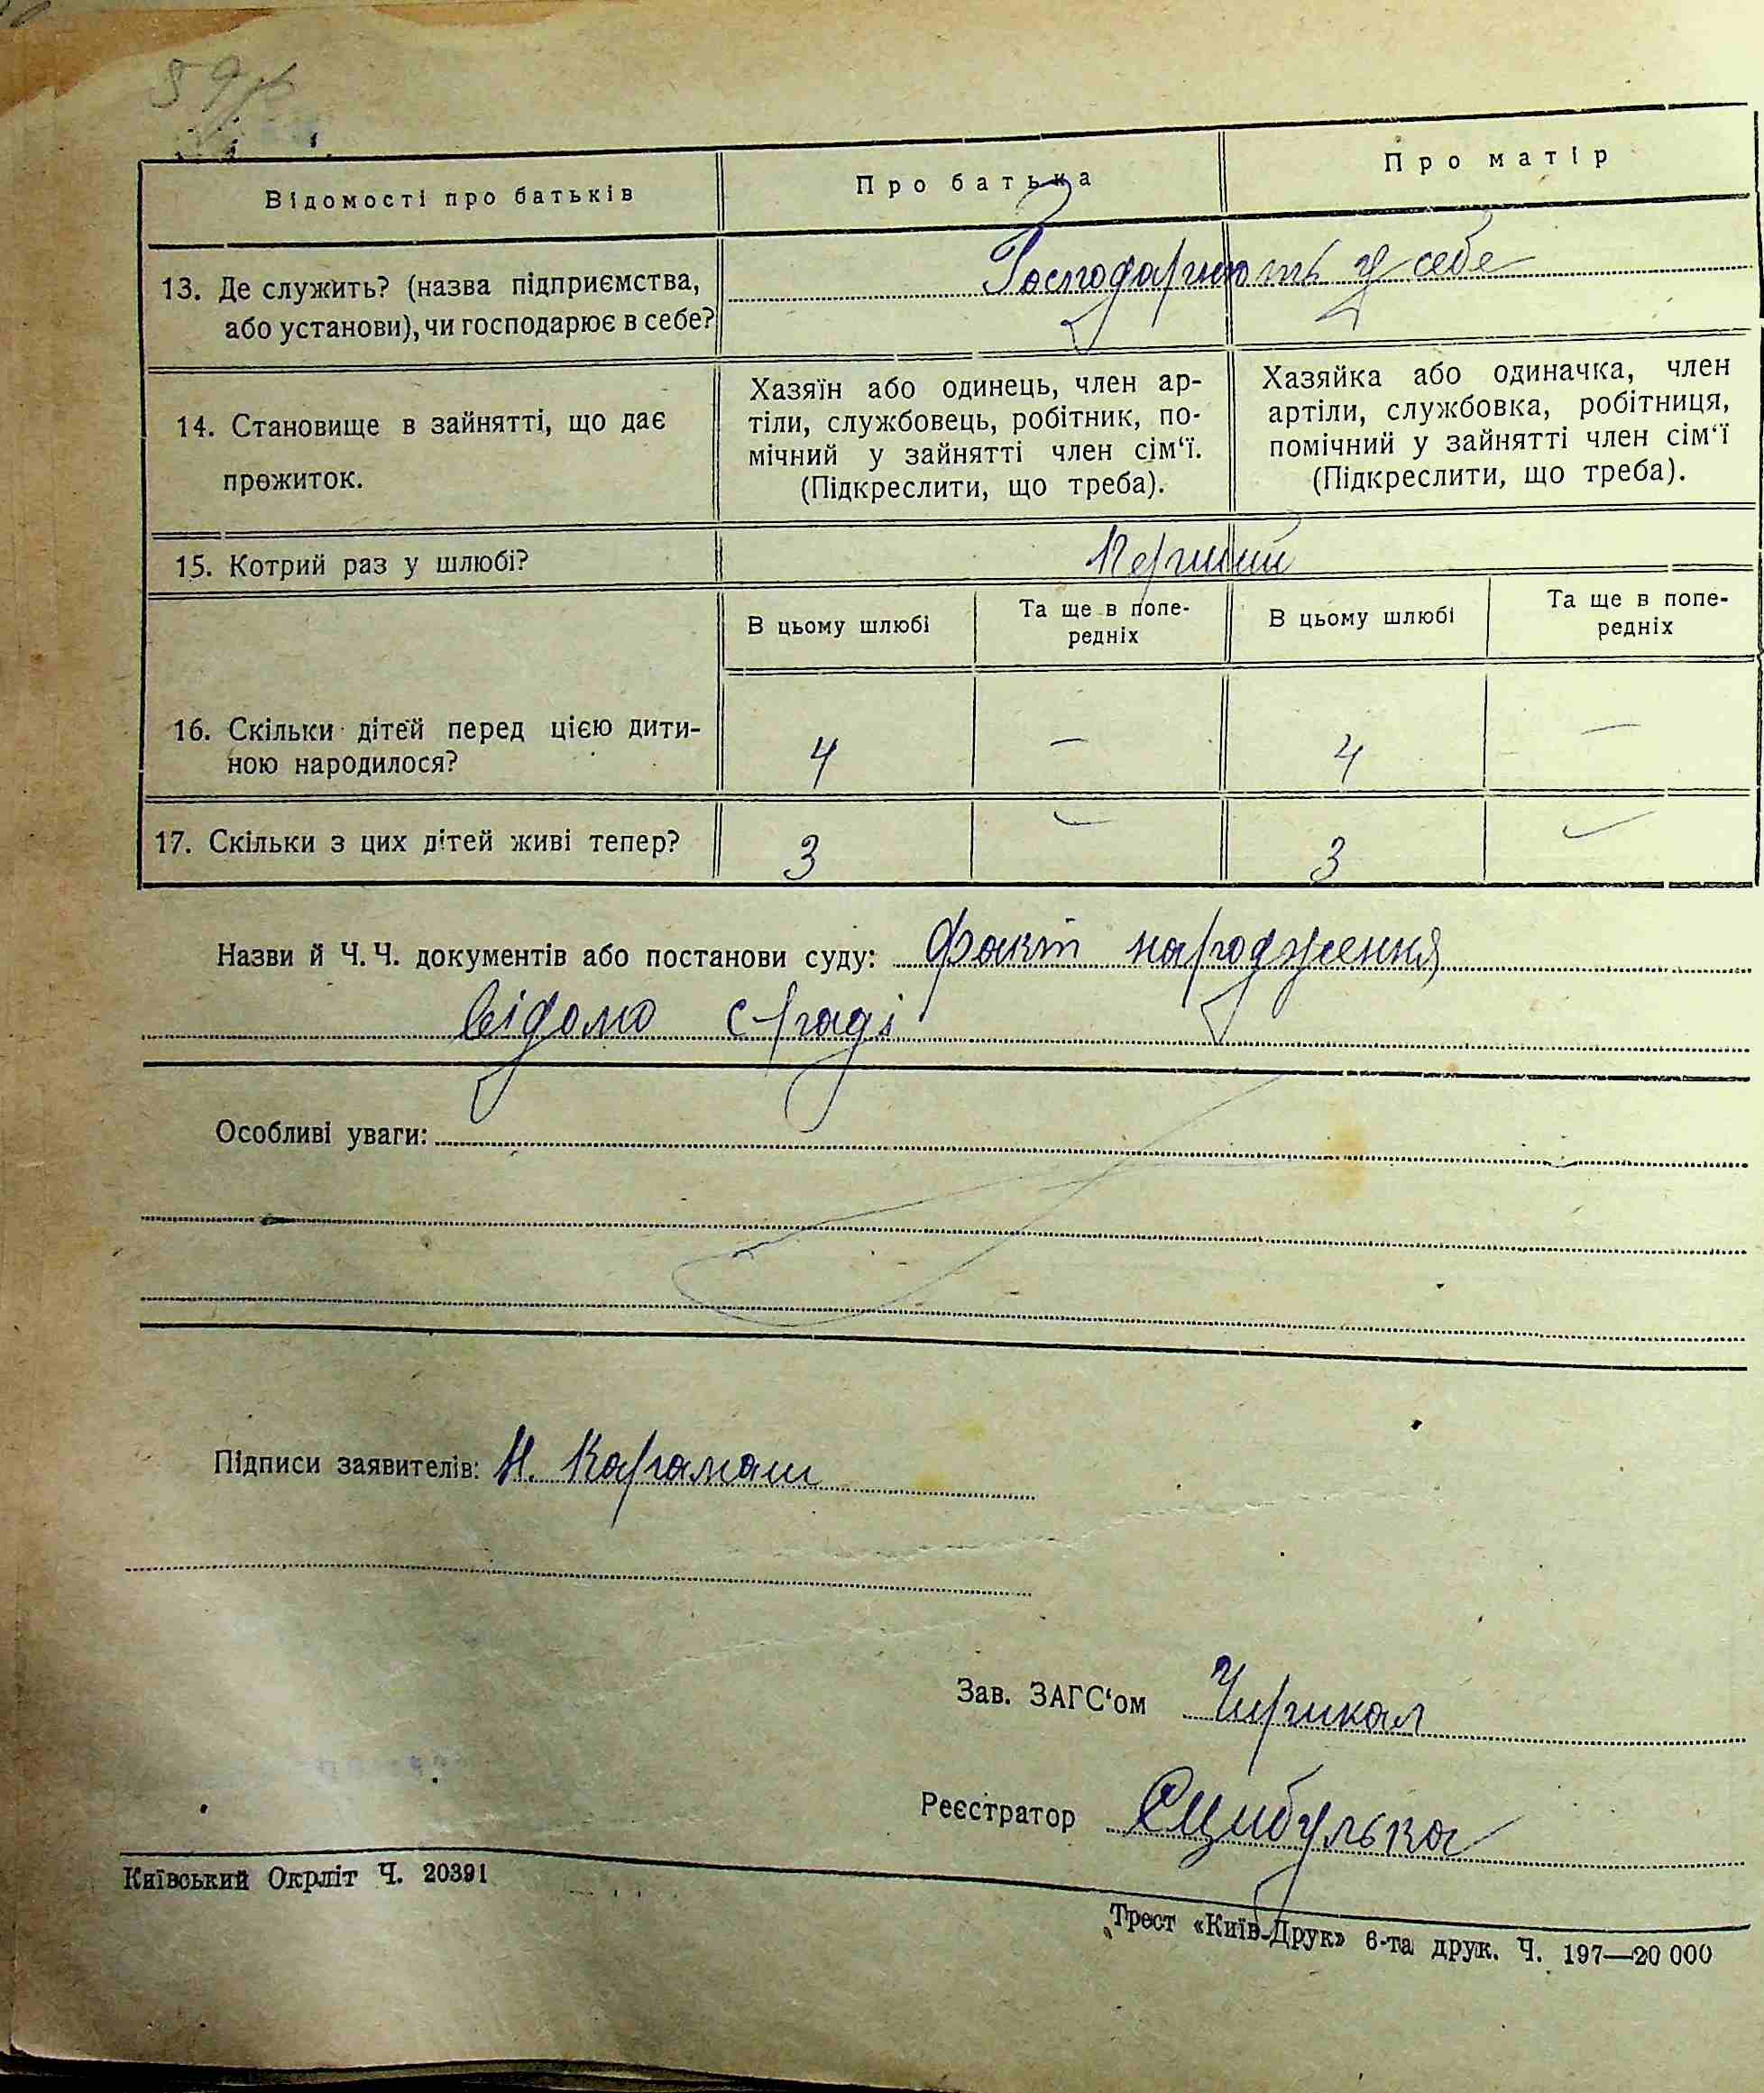 Відомості про батьків
Про батька
Про матір
13. Де служить? (назва підприємства,
або установи), чи господарює в себе?
Господарюють у себе
14. Становище в зайнятті, що дає
прожиток.
Хазяїн або одинець, член ар-
тіли, службовець, робітник, по-
мічний у зайнятті член сім‘ї.
(Підкреслити, що треба).
Хазяйка або одиначка, член
артіли, службовка, робітниця,
помічний у зайнятті член сім‘ї
(Підкреслити, що треба).
15. Котрий раз у шлюбі?
Перший
В цьому шлюбі
Та ще в попе-
редніх
В цьому шлюбі
Та ще в попе-
редніх
16. Скільки дітей перед цією дити-
ною народилося?
4 — 4 —
17. Скільки з цих дітей живі тепер?
3 — 3 —
Назви й Ч.Ч. документів або постанови суду: Факт народження
відомо с-раді
Особливі уваги:
Підписи заявителів: Н. Карамаш
Зав. ЗАГС‘ом Чирикал
Реєстратор Єцибулька
Київський Окрліт Ч. 20391
Трест «Київ-Друк» 6-та друк. Ч. 197—20 000